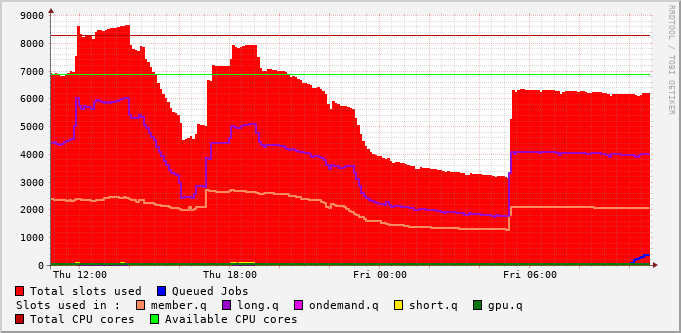 9000
8000
7000
6000
5000
4000
3000
2000
1000
0
Thu 12:00 Thu 18:00 Fri 00:00 Fri 06:00
RRDTOOL / TOBI OETIKER
Total slots used Queued Jobs
Slots used in : member.q long.q ondemand.q short.q gpu.q
Total CPU cores Available CPU cores